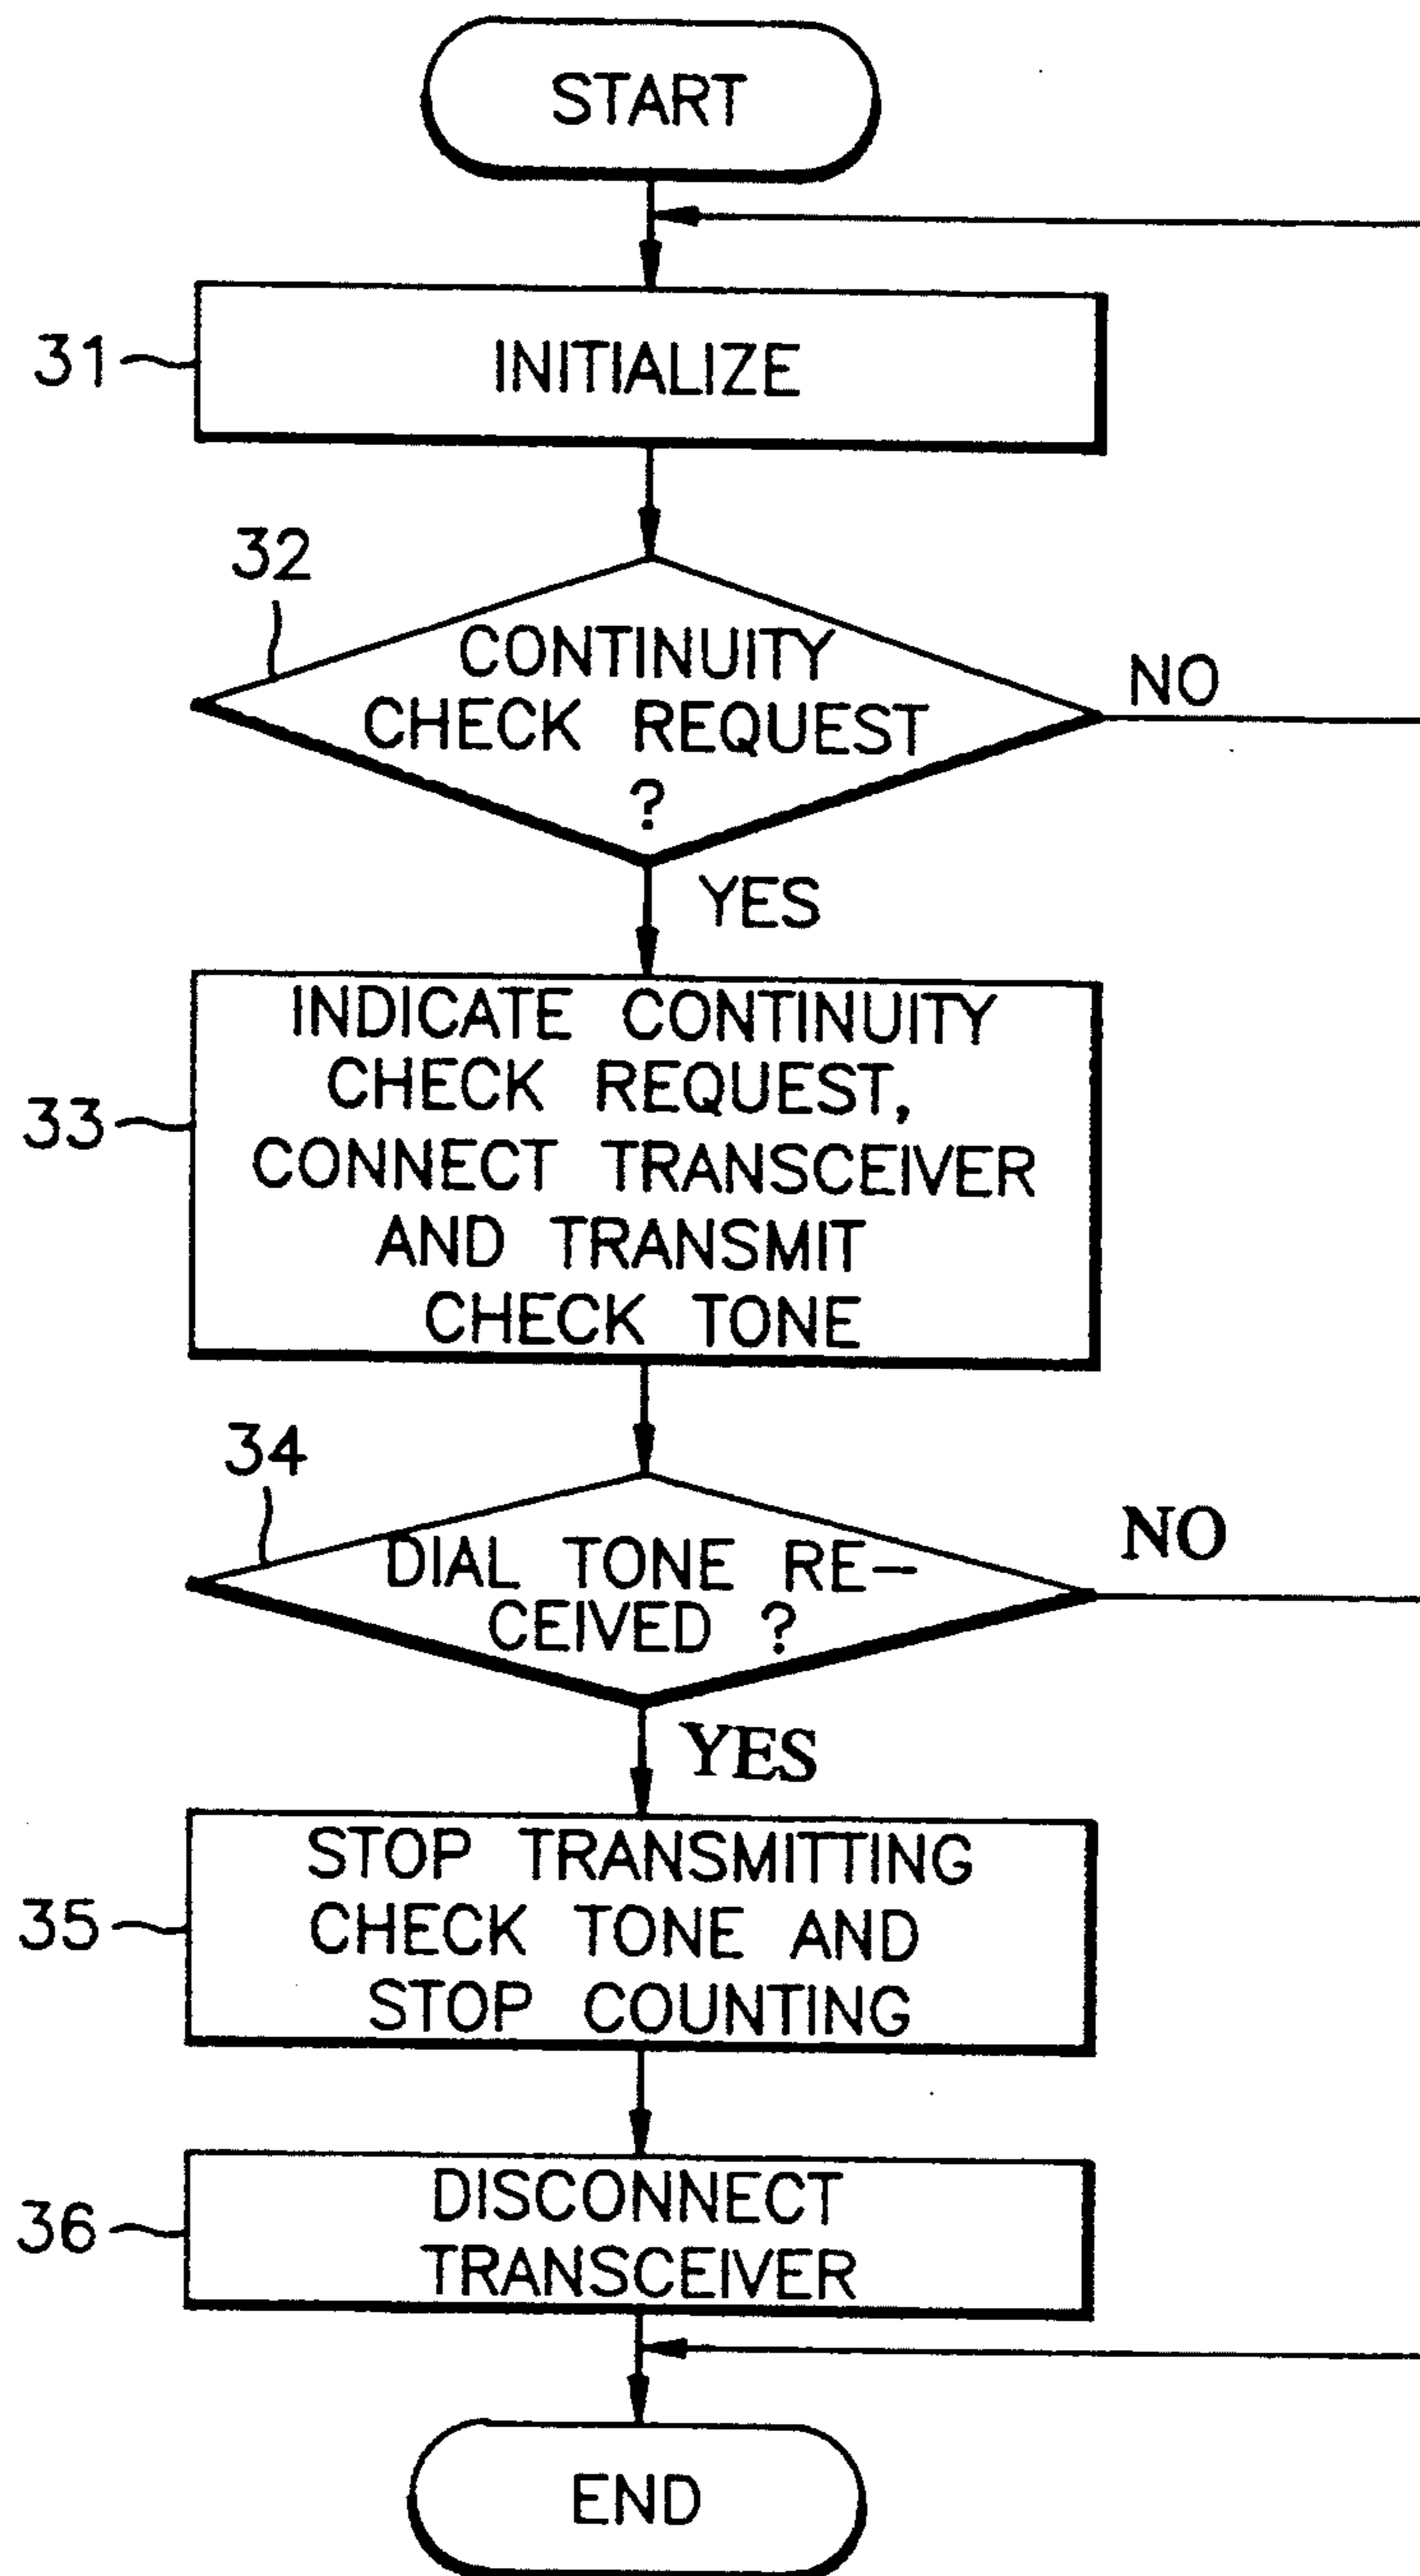 START
31
INITIALIZE
32
CONTINUITY
CHECK REQUEST
?
NO
YES
33
INDICATE CONTINUITY
CHECK REQUEST,
CONNECT TRANSCEIVER
AND TRANSMIT
CHECK TONE
34
DIAL TONE RE-
CEIVED ?
NO
YES
35
STOP TRANSMITTING
CHECK TONE AND
STOP COUNTING
36
DISCONNECT
TRANSCEIVER
END